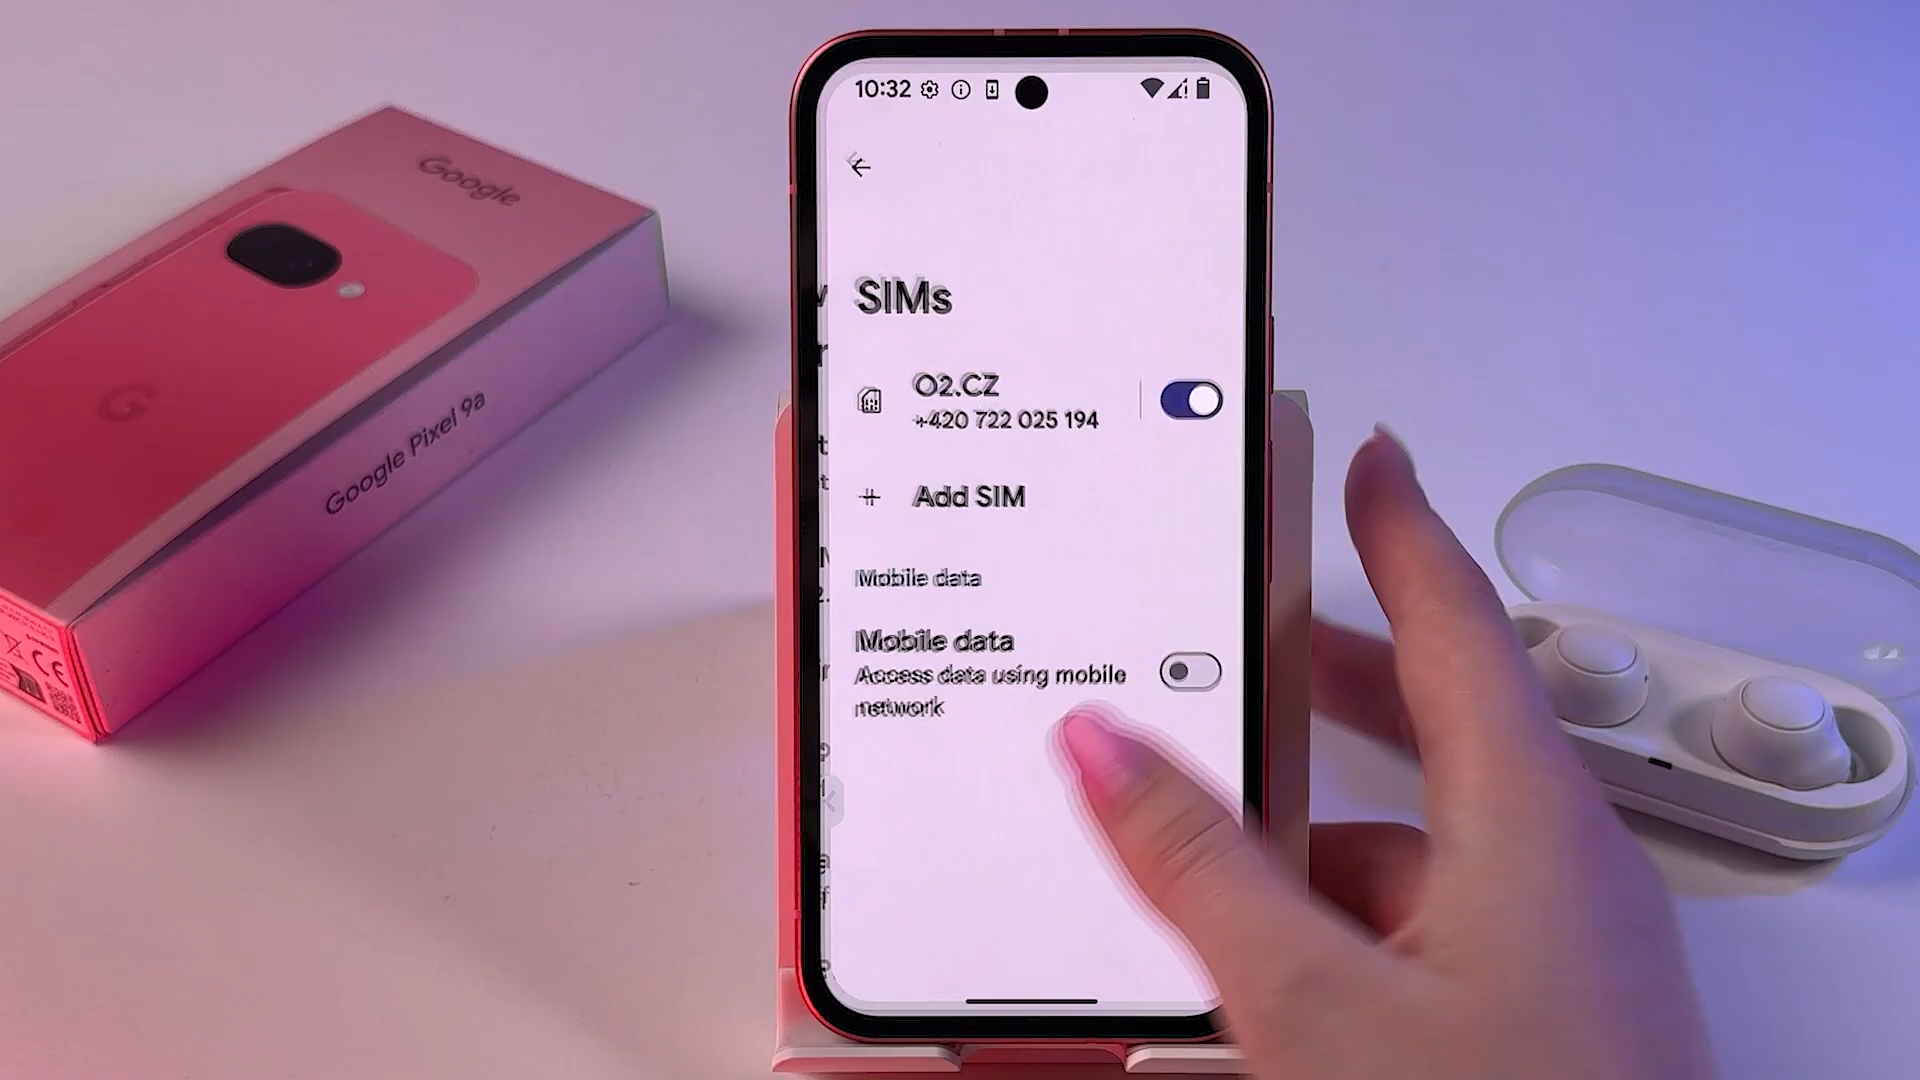 Google
Google Pixel 9a
CE
10:32
SIMs
O2.CZ
+420 722 025 194
Add SIM
Mobile data
Mobile data
Access data using mobile
network